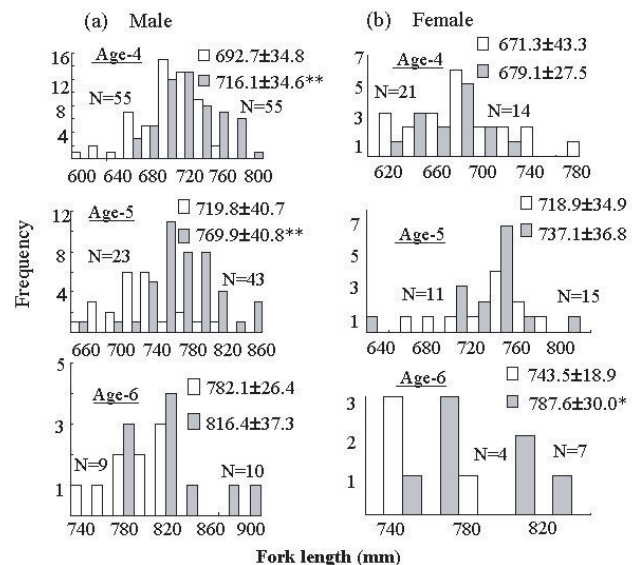 (a) Male
(b) Female
16
12
8
4
Age-4
692.7±34.8
716.1±34.6**
N=55
N=55
600 640 680 720 760 800
7
5
3
1
Age-4
671.3±43.3
679.1±27.5
N=21
N=14
620 660 700 740 780
Frequency
12
8
4
Age-5
719.8±40.7
769.9±40.8**
N=23
N=43
660 700 740 780 820 860
7
5
3
1
718.9±34.9
Age-5
737.1±36.8
N=11
N=15
640 680 720 760 800
5
3
1
Age-6
782.1±26.4
816.4±37.3
N=9
N=10
740 780 820 860 900
3
2
1
Age-6
743.5±18.9
787.6±30.0*
N=4
N=7
740 780 820
Fork length (mm)